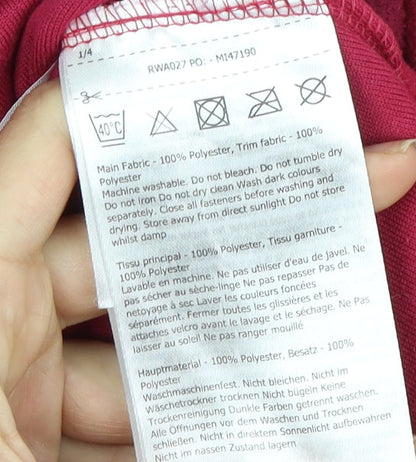 1/4
RWA027 PO: - M147190
40°C
Main Fabric - 100% Polyester, Trim fabric - 100%
Polyester
Machine washable. Do not bleach. Do not tumble dry
Do not Iron Do not dry clean Wash dark colours
separately. Close all fasteners before washing and
drying. Store away from direct sunlight Do not store
whilst damp
Tissu principal - 100% Polyester, Tissu garniture -
100% Polyester
Lavable en machine. Ne pas utiliser d'eau de javel. Ne
pas sécher au sèche-linge Ne pas repasser Pas de
nettoyage à sec Laver les couleurs foncées
séparément. Fermer toutes les glissières et les
attaches velcro avant le lavage et le séchage. Ne pas
laisser au soleil Ne pas ranger mouillé
Hauptmaterial - 100% Polyester, Besatz - 100%
Polyester
Waschmaschinenfest. Nicht bleichen. Nicht im
Wäschetrockner trocknen Nicht bügeln Keine
Trockenreinigung Dunkle Farben getrennt waschen.
Alle Öffnungen vor dem Waschen und Trocknen
schließen. Nicht in direktem Sonnenlicht aufbewahren
Nicht im nassen Zustand lagern